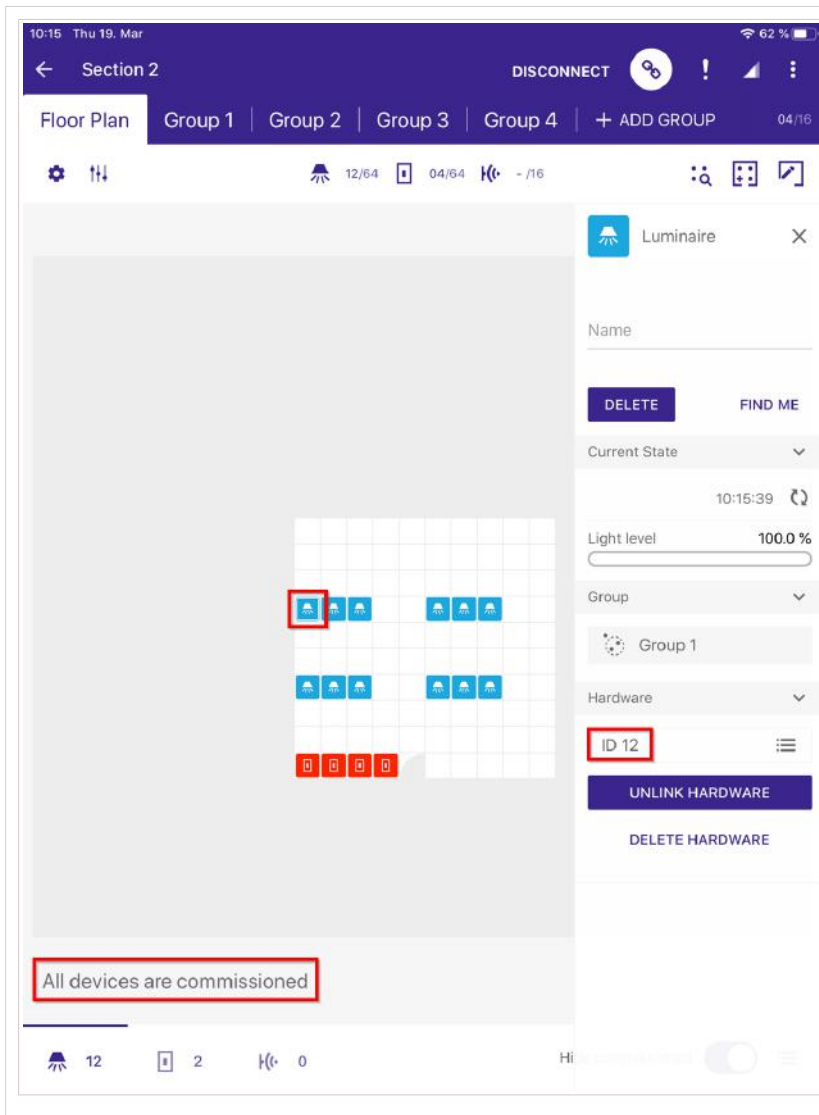 10:15 Thu 19. Mar 62 %
Section 2 DISCONNECT
Floor Plan Group 1 Group 2 Group 3 Group 4 + ADD GROUP 04/16
12/64 04/64 - /16
Luminaire
Name
DELETE FIND ME
Current State
10:15:39
Light level 100.0 %
Group
Group 1
Hardware
ID 12
UNLINK HARDWARE
DELETE HARDWARE
All devices are commissioned
12 2 0